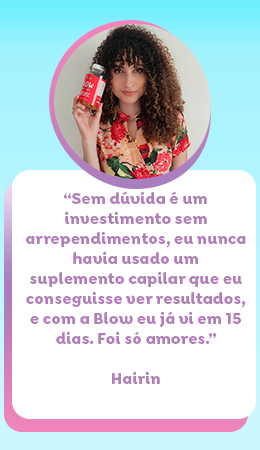 BLOW
“Sem dúvida é um
investimento sem
arrependimentos, eu nunca
havia usado um
suplemento capilar que eu
conseguisse ver resultados,
e com a Blow eu já vi em 15
dias. Foi só amores.”
Hairin